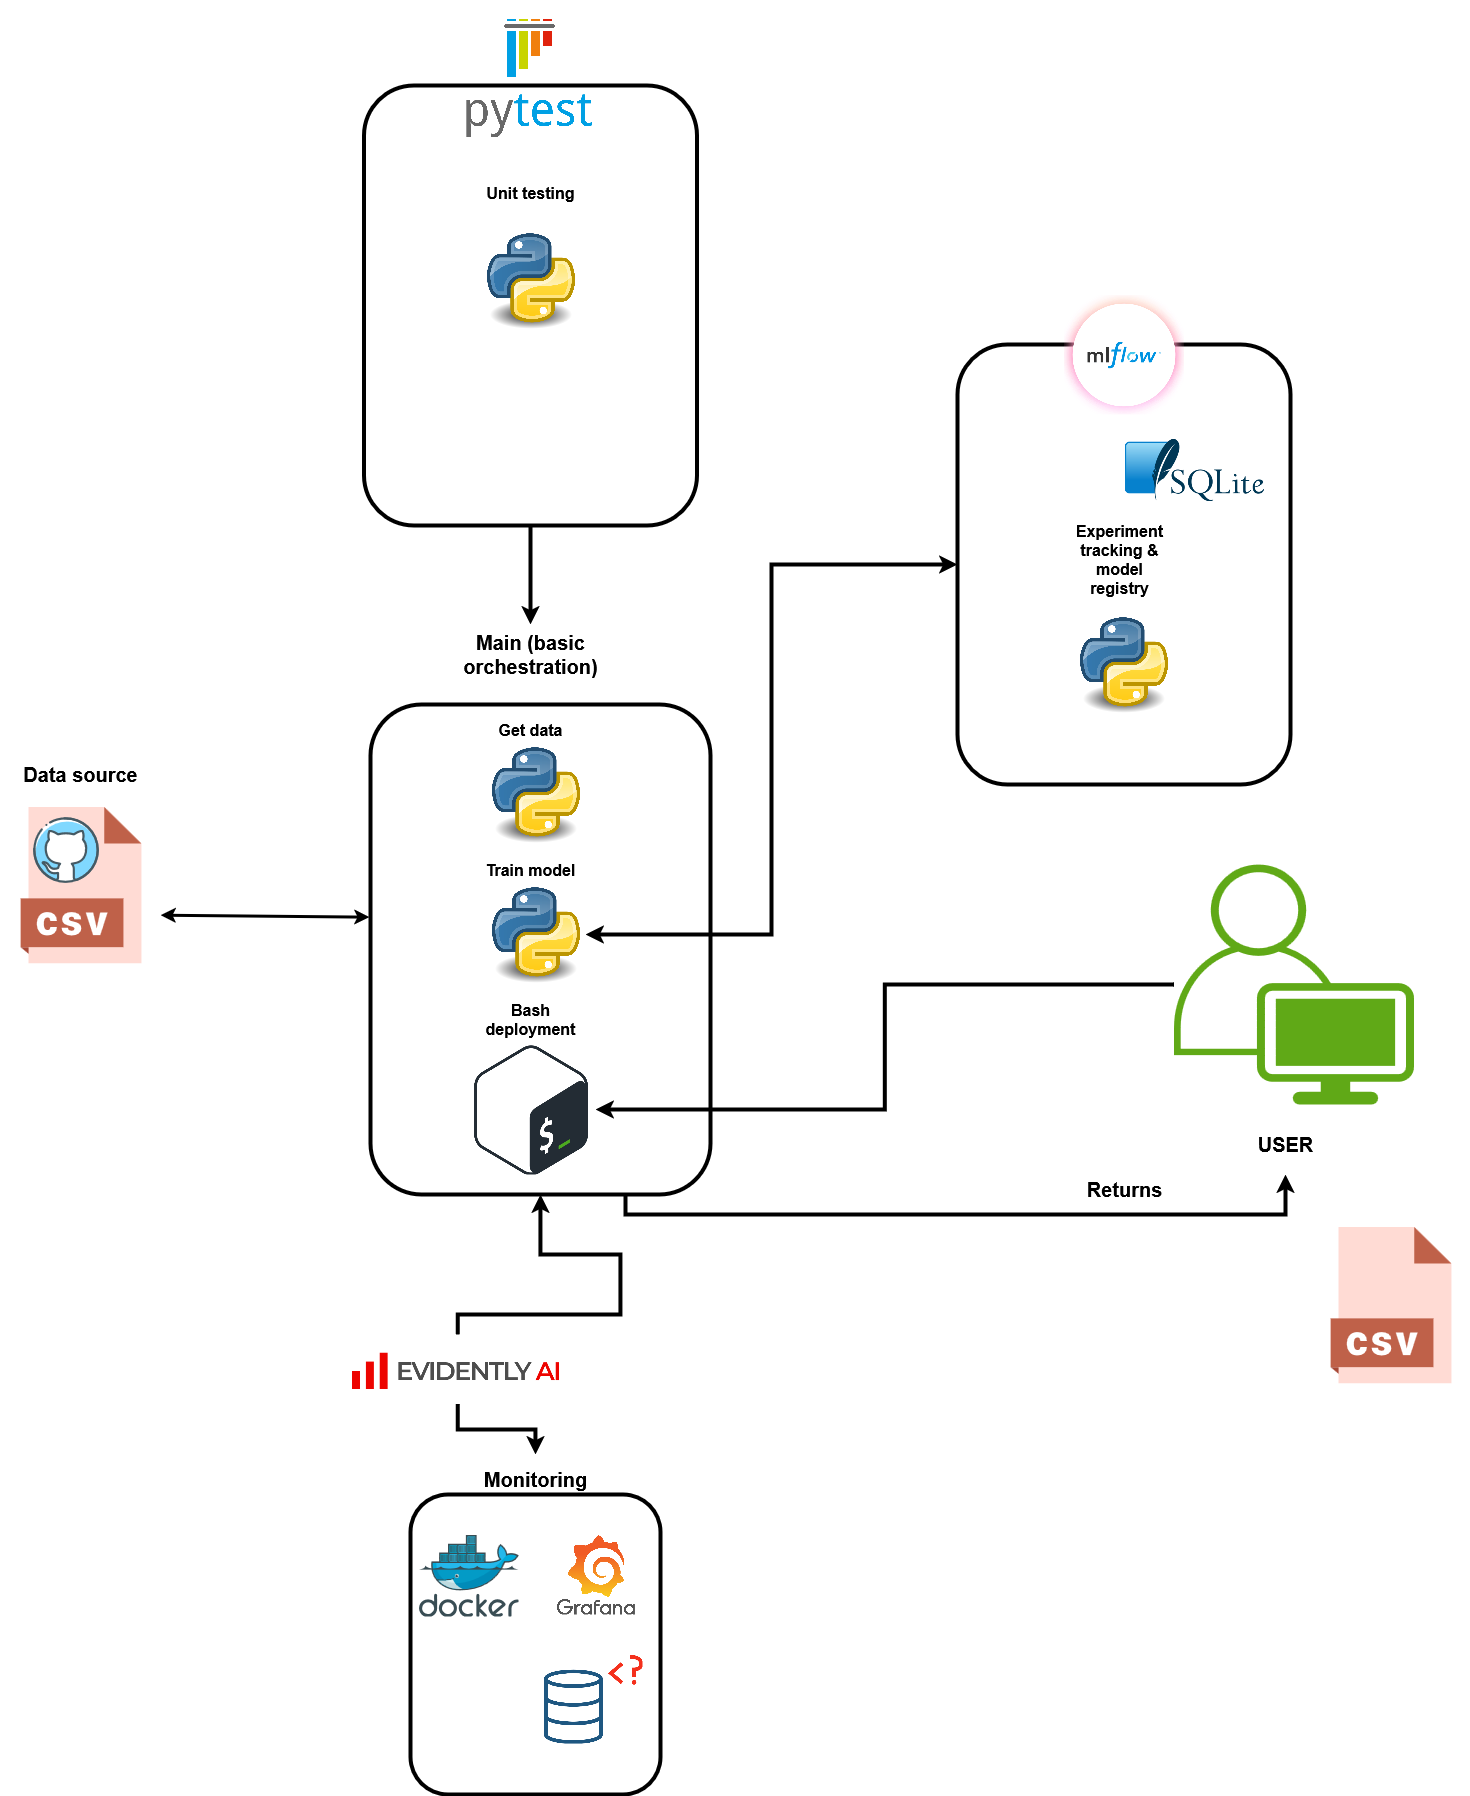 pytest
Unit testing
mlflow
SQLite
Experiment
tracking &
model
registry
Main (basic
orchestration)
Get data
Data source
CSV
Train model
Bash
deployment
$_
USER
Returns
CSV
EVIDENTLY AI
Monitoring
docker
Grafana
<?